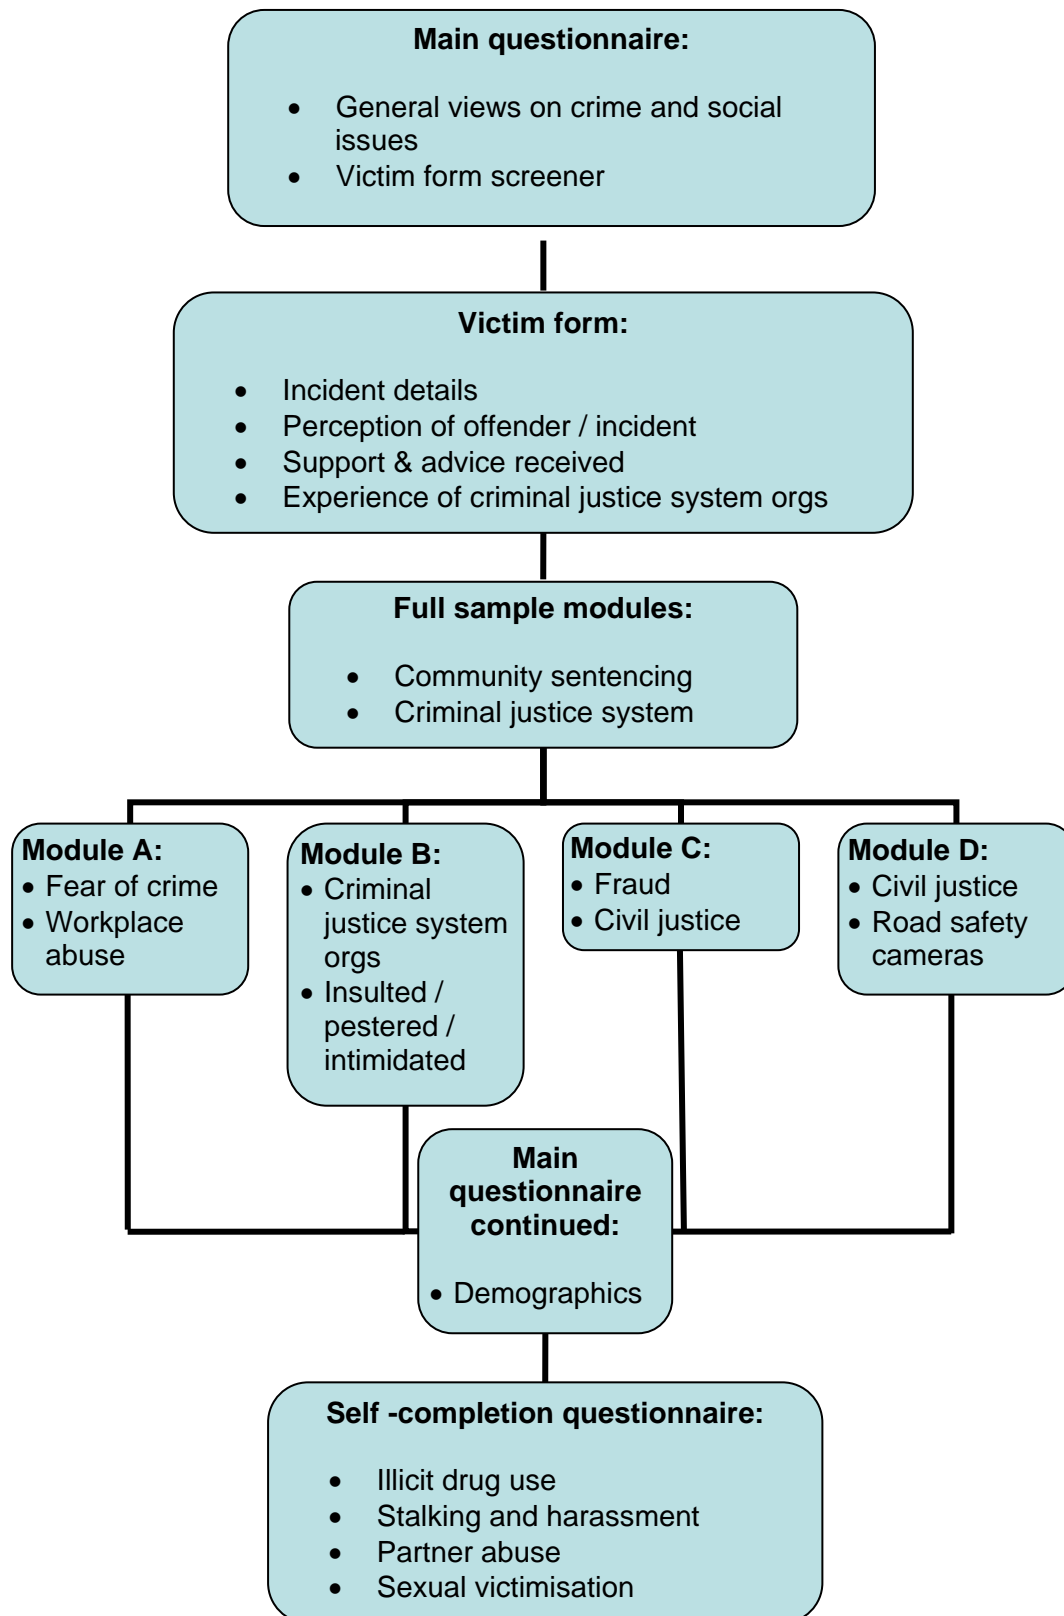 Main questionnaire:
• General views on crime and social
issues
• Victim form screener
Victim form:
• Incident details
• Perception of offender / incident
• Support & advice received
• Experience of criminal justice system orgs
Full sample modules:
• Community sentencing
• Criminal justice system
Module A:
• Fear of crime
• Workplace
abuse
Module B:
• Criminal
justice system
orgs
• Insulted /
pestered /
intimidated
Module C:
• Fraud
• Civil justice
Module D:
• Civil justice
• Road safety
cameras
Main
questionnaire
continued:
• Demographics
Self -completion questionnaire:
• Illicit drug use
• Stalking and harassment
• Partner abuse
• Sexual victimisation